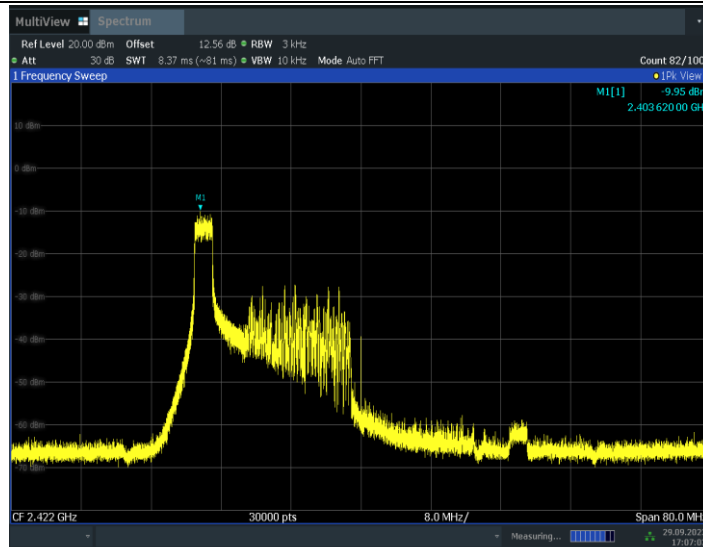 MultiView Spectrum
Ref Level 20.00 dBm Offset 12.56 dB RBW 3 kHz
Att 30 dB SWT 8.37 ms (~81 ms) VBW 10 kHz Mode Auto FFT Count 82/100
1 Frequency Sweep 1Pk View
M1[1] -9.95 dBm
2.403 620 00 GH
10 dBm
0 dBm
M1
-10 dBm
-20 dBm
-30 dBm
-40 dBm
-50 dBm
-60 dBm
-70 dBm
CF 2.422 GHz 30000 pts 8.0 MHz/ Span 80.0 MH
Measuring... 29.09.202
17:07:0